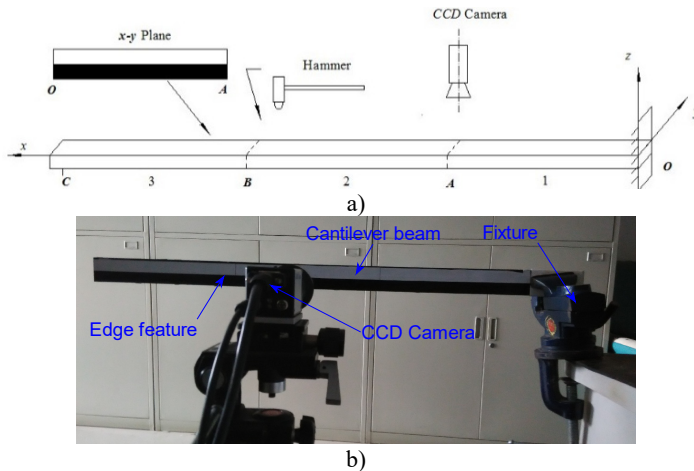 CCD Camera
x-y Plane
Hammer
O
A
z
x
C
3
B
2
A
1
O
a)
Cantilever beam
Fixture
Edge feature
CCD Camera
b)